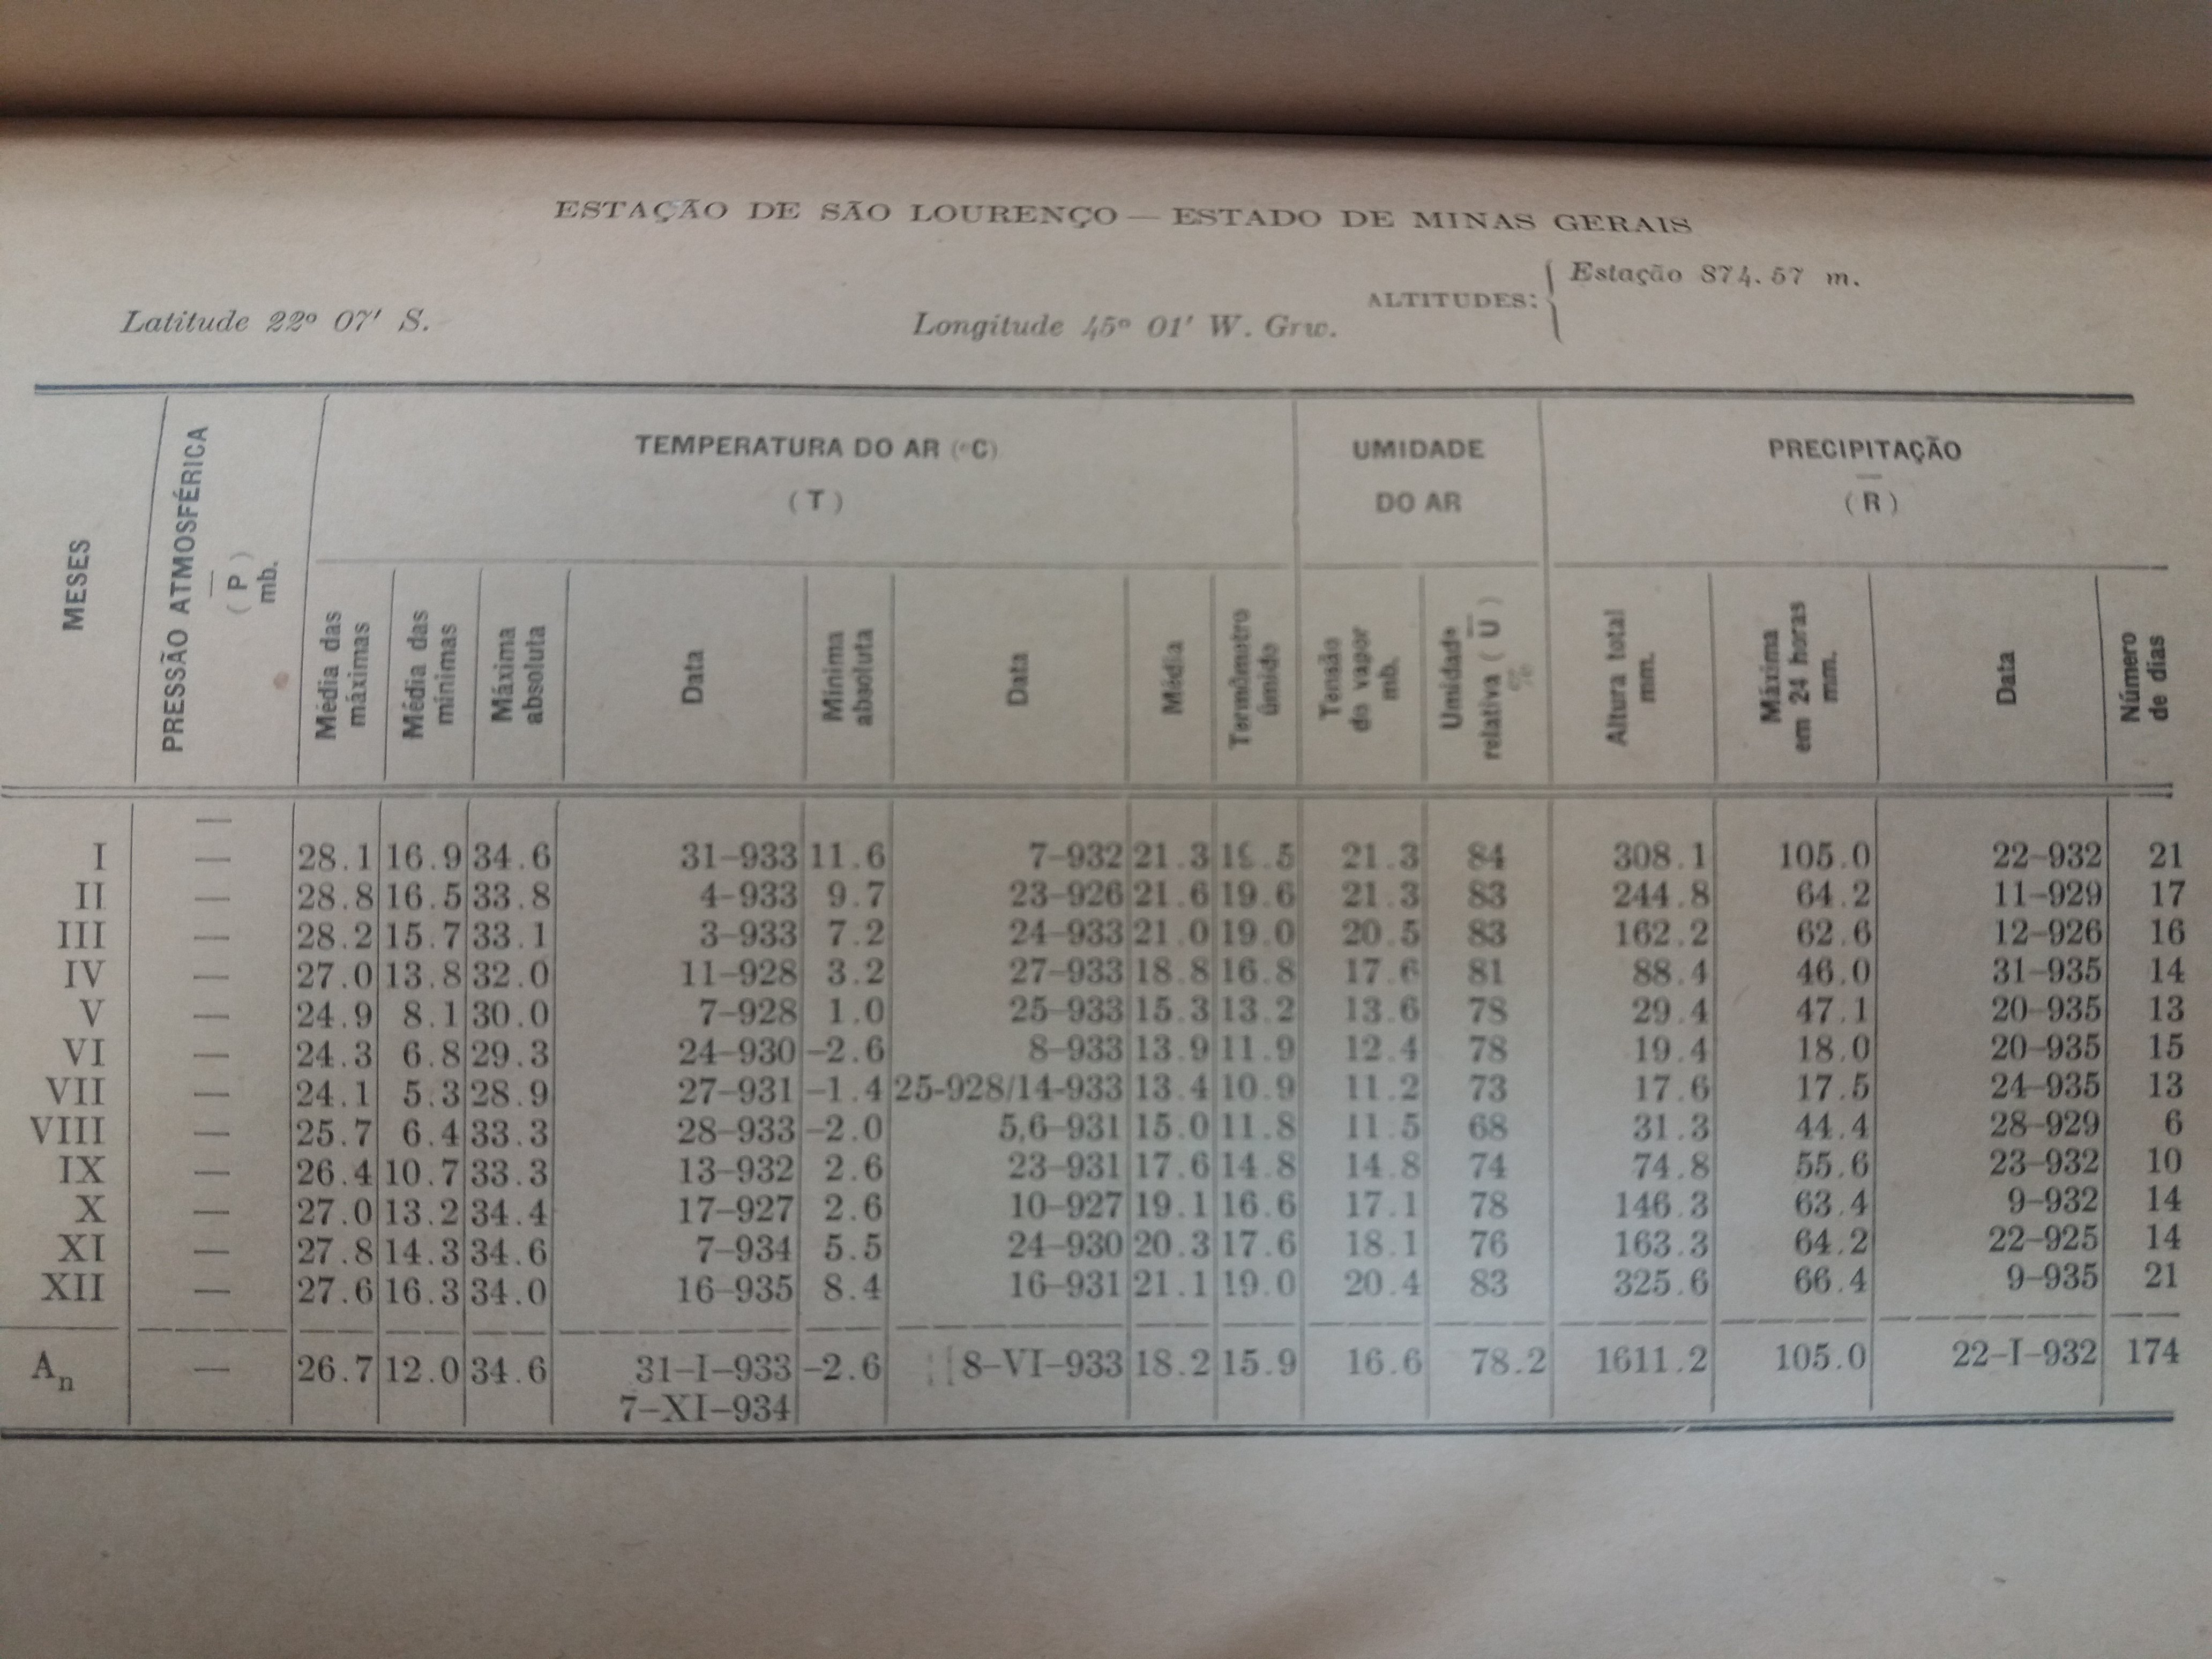 ESTAÇÃO DE SÃO LOURENÇO — ESTADO DE MINAS GERAIS
Latitude 22º 07' S.
Longitude 45º 01' W. Grw.
ALTITUDES: { Estação 874.57 m.
MESES
PRESSÃO ATMOSFÉRICA
( P )
mb.
TEMPERATURA DO AR (ºC)
( T )
UMIDADE
DO AR
PRECIPITAÇÃO
( R )
Média das
máximas
Média das
mínimas
Máxima
absoluta
Data
Mínima
absoluta
Data
Média
Termômetro
úmido
Tensão
do vapor
mb.
Umidade
relativa ( U )
%
Altura total
mm.
Máxima
em 24 horas
mm.
Data
Número
de dias
—
I — 28.1 16.9 34.6 31–933 11.6 7–932 21.3 21.3 84 308.1 105.0 22–932 21
II — 28.8 16.5 33.8 4–933 9.7 23–926 21.6 19.6 21.3 83 244.8 64.2 11–929 17
III — 28.2 15.7 33.1 3–933 7.2 24–933 21.0 19.0 20.5 83 162.2 62.6 12–926 16
IV — 27.0 13.8 32.0 11–928 3.2 27–933 18.8 16.8 17.6 81 88.4 46.0 31–935 14
V — 24.9 8.1 30.0 7–928 1.0 25–933 15.3 13.2 13.6 78 29.4 47.1 20–935 13
VI — 24.3 6.8 29.3 24–930 –2.6 8–933 13.9 11.9 12.4 78 19.4 18.0 20–935 15
VII — 24.1 5.3 28.9 27–931 –1.4 25-928/14-933 13.4 10.9 11.2 73 17.6 17.5 24–935 13
VIII — 25.7 6.4 33.3 28–933 –2.0 5,6–931 15.0 11.8 11.5 68 31.3 44.4 28–929 6
IX — 26.4 10.7 33.3 13–932 2.6 23–931 17.6 14.8 14.8 74 74.8 55.6 23–932 10
X — 27.0 13.2 34.4 17–927 2.6 10–927 19.1 16.6 17.1 78 146.3 63.4 9–932 14
XI — 27.8 14.3 34.6 7–934 5.5 24–930 20.3 17.6 18.1 76 163.3 64.2 22–925 14
XII — 27.6 16.3 34.0 16–935 8.4 16–931 21.1 19.0 20.4 83 325.6 66.4 9–935 21
An — 26.7 12.0 34.6 31–I–933 –2.6 8–VI–933 18.2 15.9 16.6 78.2 1611.2 105.0 22–I–932 174
7–XI–934